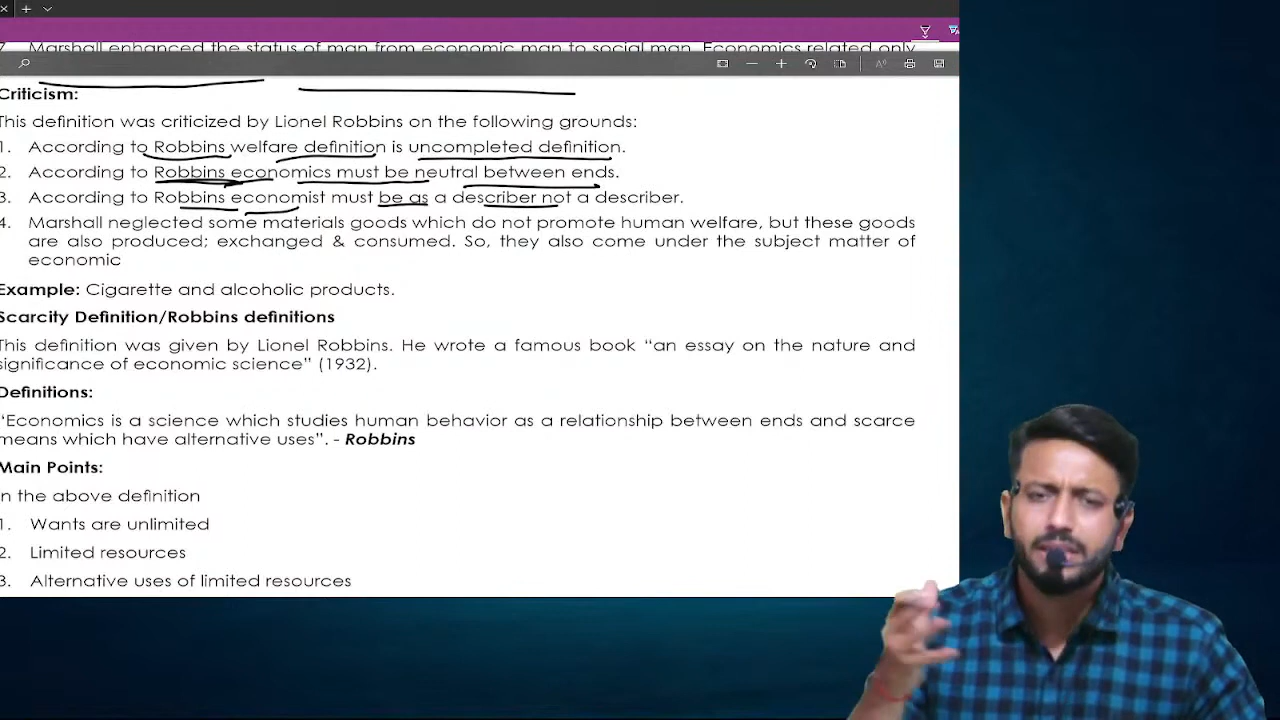 7. Marshall enhanced the status of man from economic man to social man. Economics related only
Criticism:
This definition was criticized by Lionel Robbins on the following grounds:
1. According to Robbins welfare definition is uncompleted definition.
2. According to Robbins economics must be neutral between ends.
3. According to Robbins economist must be as a describer not a describer.
4. Marshall neglected some materials goods which do not promote human welfare, but these goods
are also produced; exchanged & consumed. So, they also come under the subject matter of
economic
Example: Cigarette and alcoholic products.
Scarcity Definition/Robbins definitions
This definition was given by Lionel Robbins. He wrote a famous book “an essay on the nature and
significance of economic science” (1932).
Definitions:
“Economics is a science which studies human behavior as a relationship between ends and scarce
means which have alternative uses”. - Robbins
Main Points:
In the above definition
1. Wants are unlimited
2. Limited resources
3. Alternative uses of limited resources